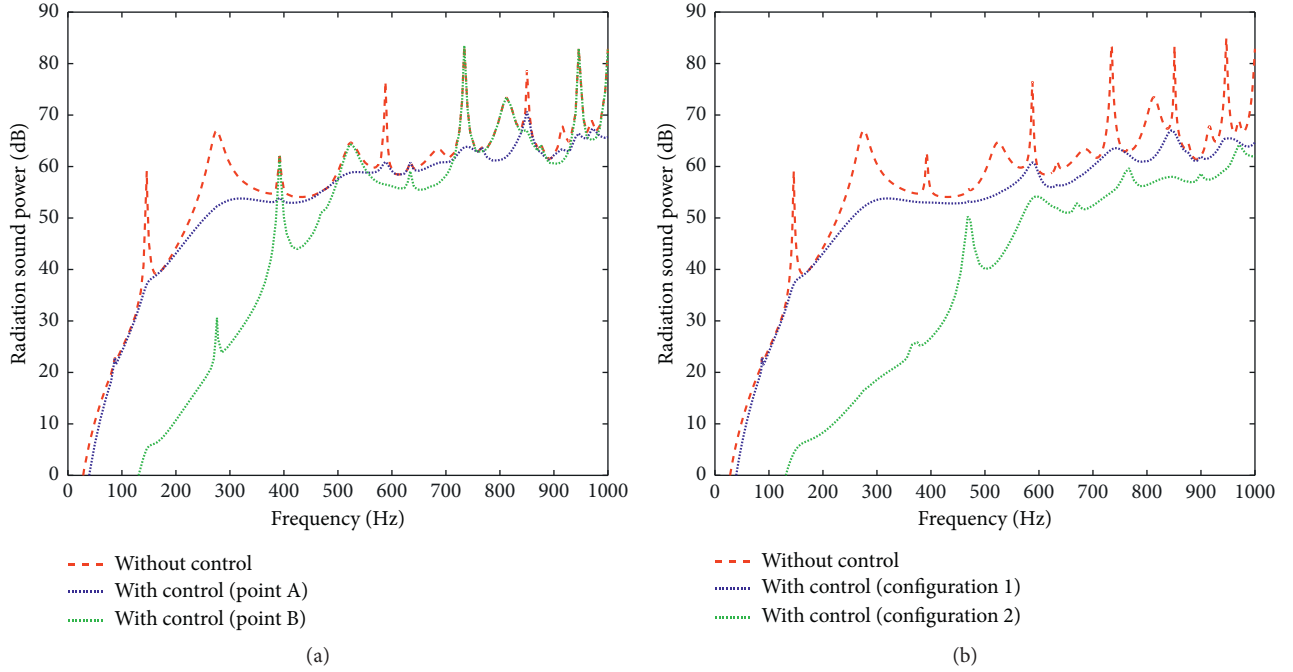 90
80
70
60
50
40
30
20
10
0
Radiation sound power (dB)
0 100 200 300 400 500 600 700 800 900 1000
Frequency (Hz)
Without control
With control (point A)
With control (point B)
(a)
90
80
70
60
50
40
30
20
10
0
Radiation sound power (dB)
0 100 200 300 400 500 600 700 800 900 1000
Frequency (Hz)
Without control
With control (configuration 1)
With control (configuration 2)
(b)